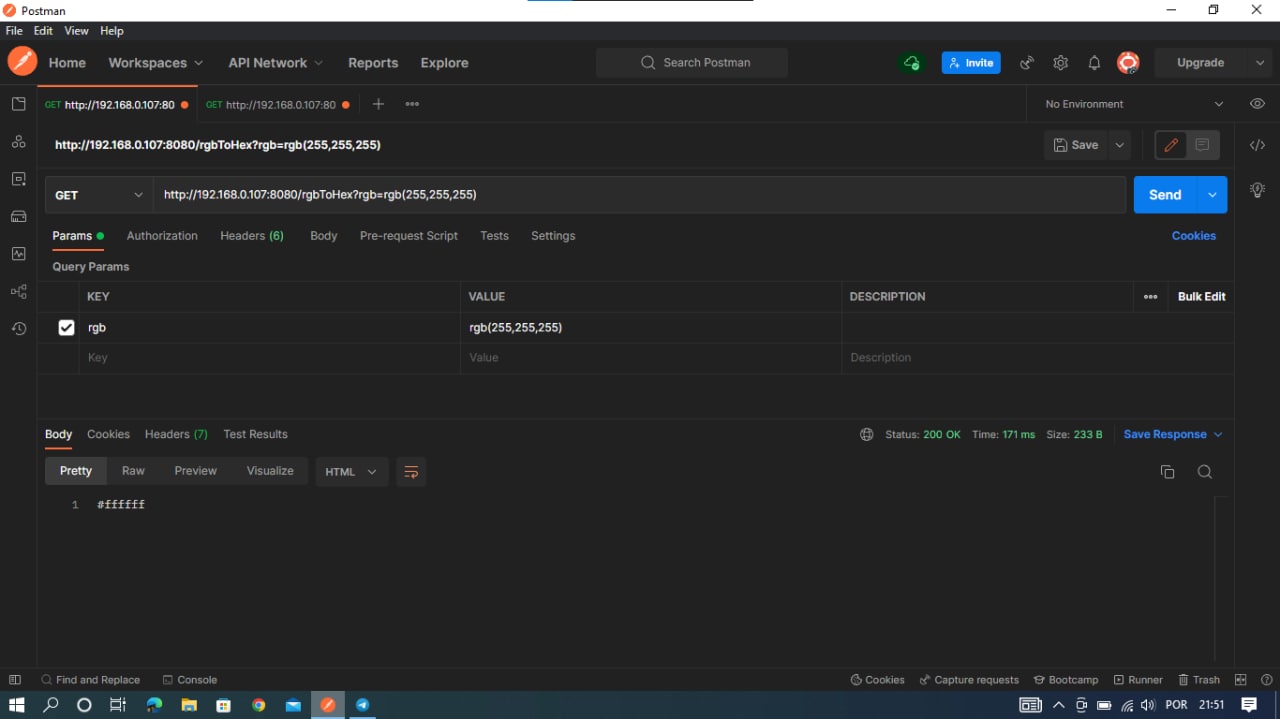 Postman
File Edit View Help
Home Workspaces API Network Reports Explore Search Postman Invite Upgrade
GET http://192.168.0.107:80 GET http://192.168.0.107:80 No Environment
http://192.168.0.107:8080/rgbToHex?rgb=rgb(255,255,255) Save
GET http://192.168.0.107:8080/rgbToHex?rgb=rgb(255,255,255) Send
Params Authorization Headers (6) Body Pre-request Script Tests Settings Cookies
Query Params
KEY VALUE DESCRIPTION Bulk Edit
rgb rgb(255,255,255)
Key Value Description
Body Cookies Headers (7) Test Results Status: 200 OK Time: 171 ms Size: 233 B Save Response
Pretty Raw Preview Visualize HTML
1 #ffffff
Find and Replace Console Cookies Capture requests Bootcamp Runner Trash
POR 21:51